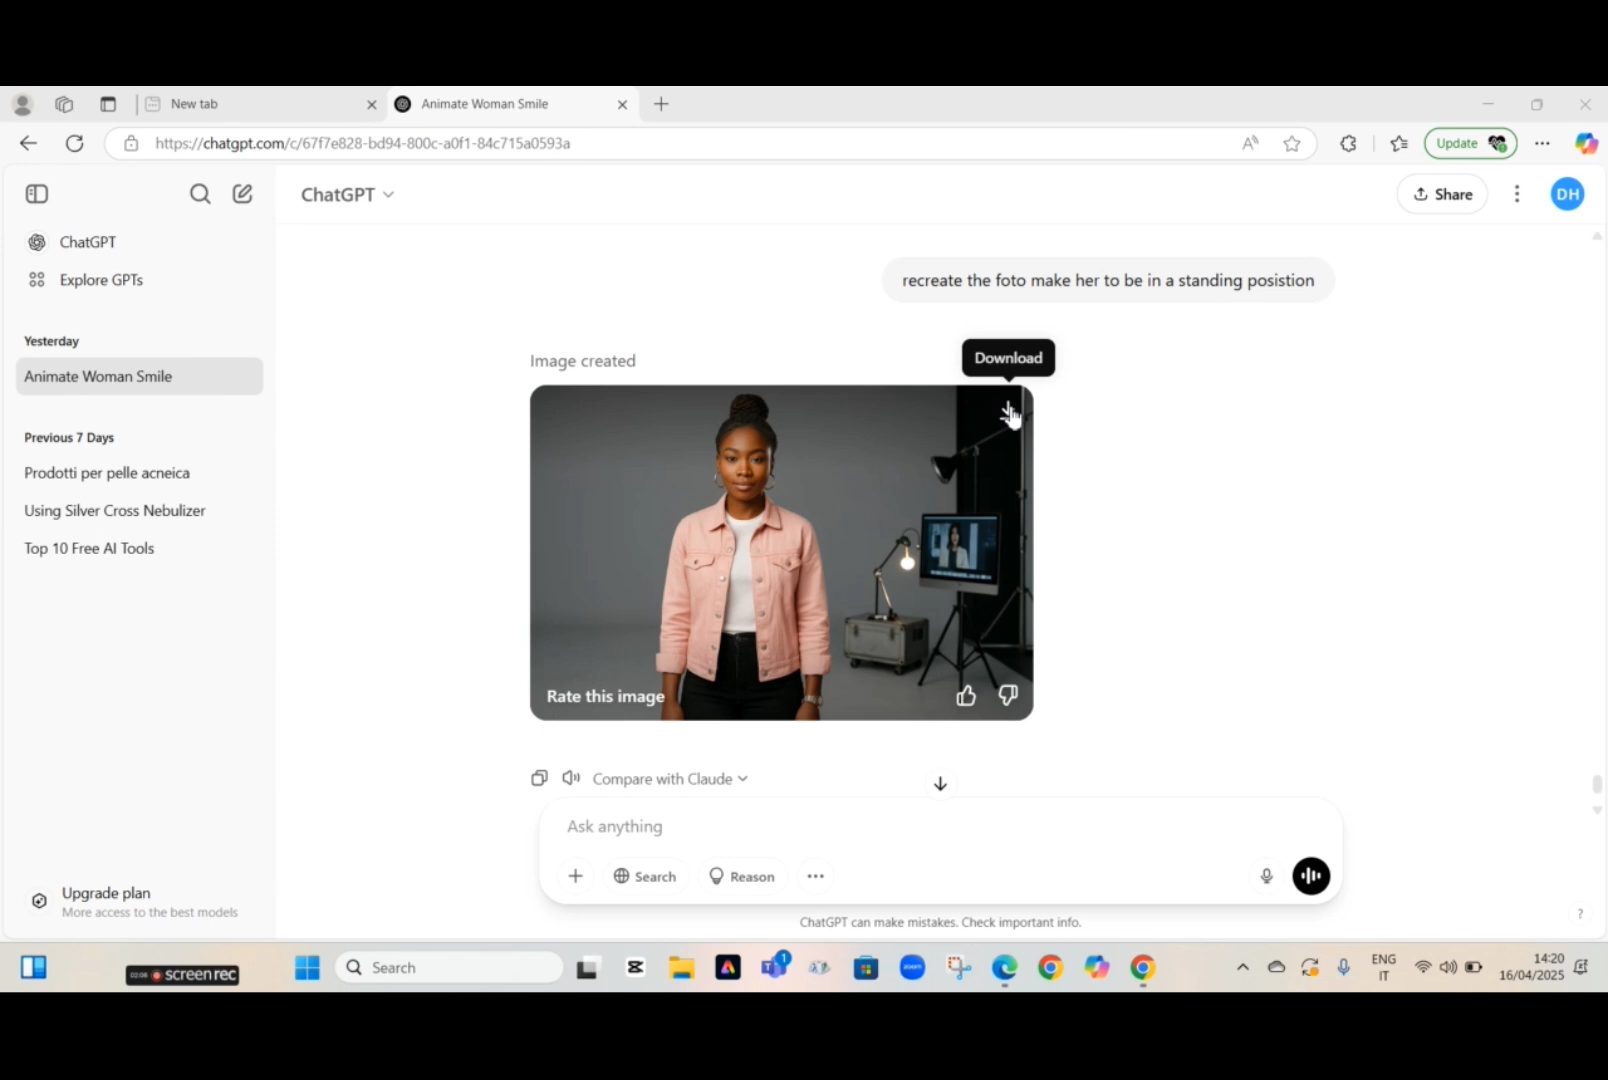 New tab
Animate Woman Smile
https://chatgpt.com/c/67f7e828-bd94-800c-a0f1-84c715a0593a
Update
ChatGPT
Share
DH
ChatGPT
Explore GPTs
recreate the foto make her to be in a standing posistion
Yesterday
Animate Woman Smile
Image created
Download
Previous 7 Days
Prodotti per pelle acneica
Using Silver Cross Nebulizer
Top 10 Free AI Tools
Rate this image
Compare with Claude
Ask anything
Search
Reason
Upgrade plan
More access to the best models
ChatGPT can make mistakes. Check important info.
?
02:06 screenrec
Search
1
zoom
ENG
IT
14:20
16/04/2025